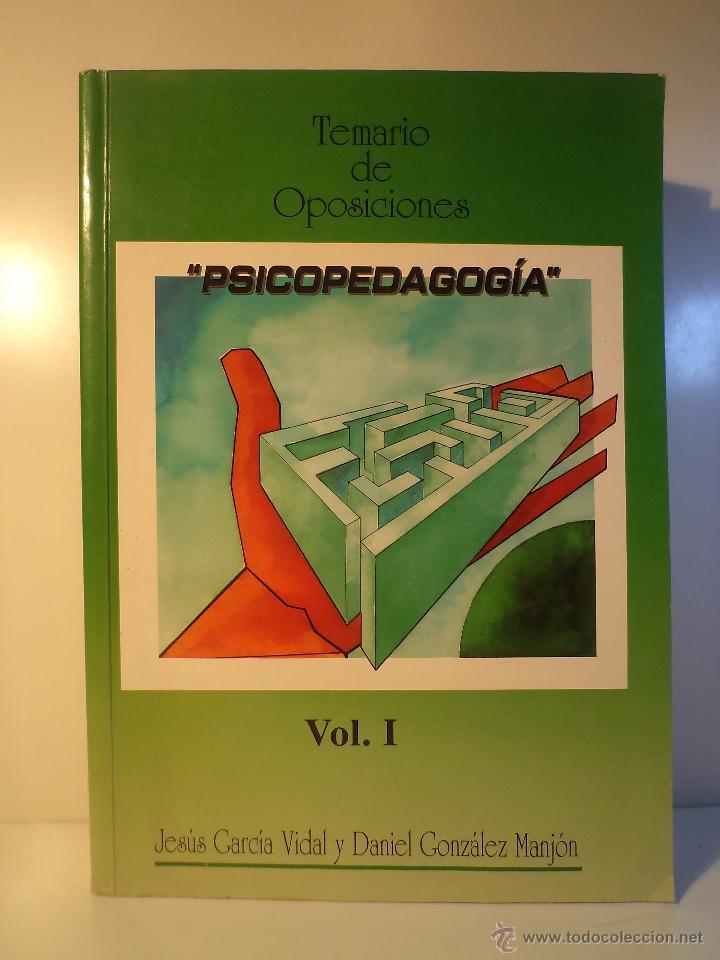 Temario
de
Oposiciones
"PSICOPEDAGOGÍA"
Vol. I
Jesús García Vidal y Daniel González Manjón
© www.todocoleccion.net